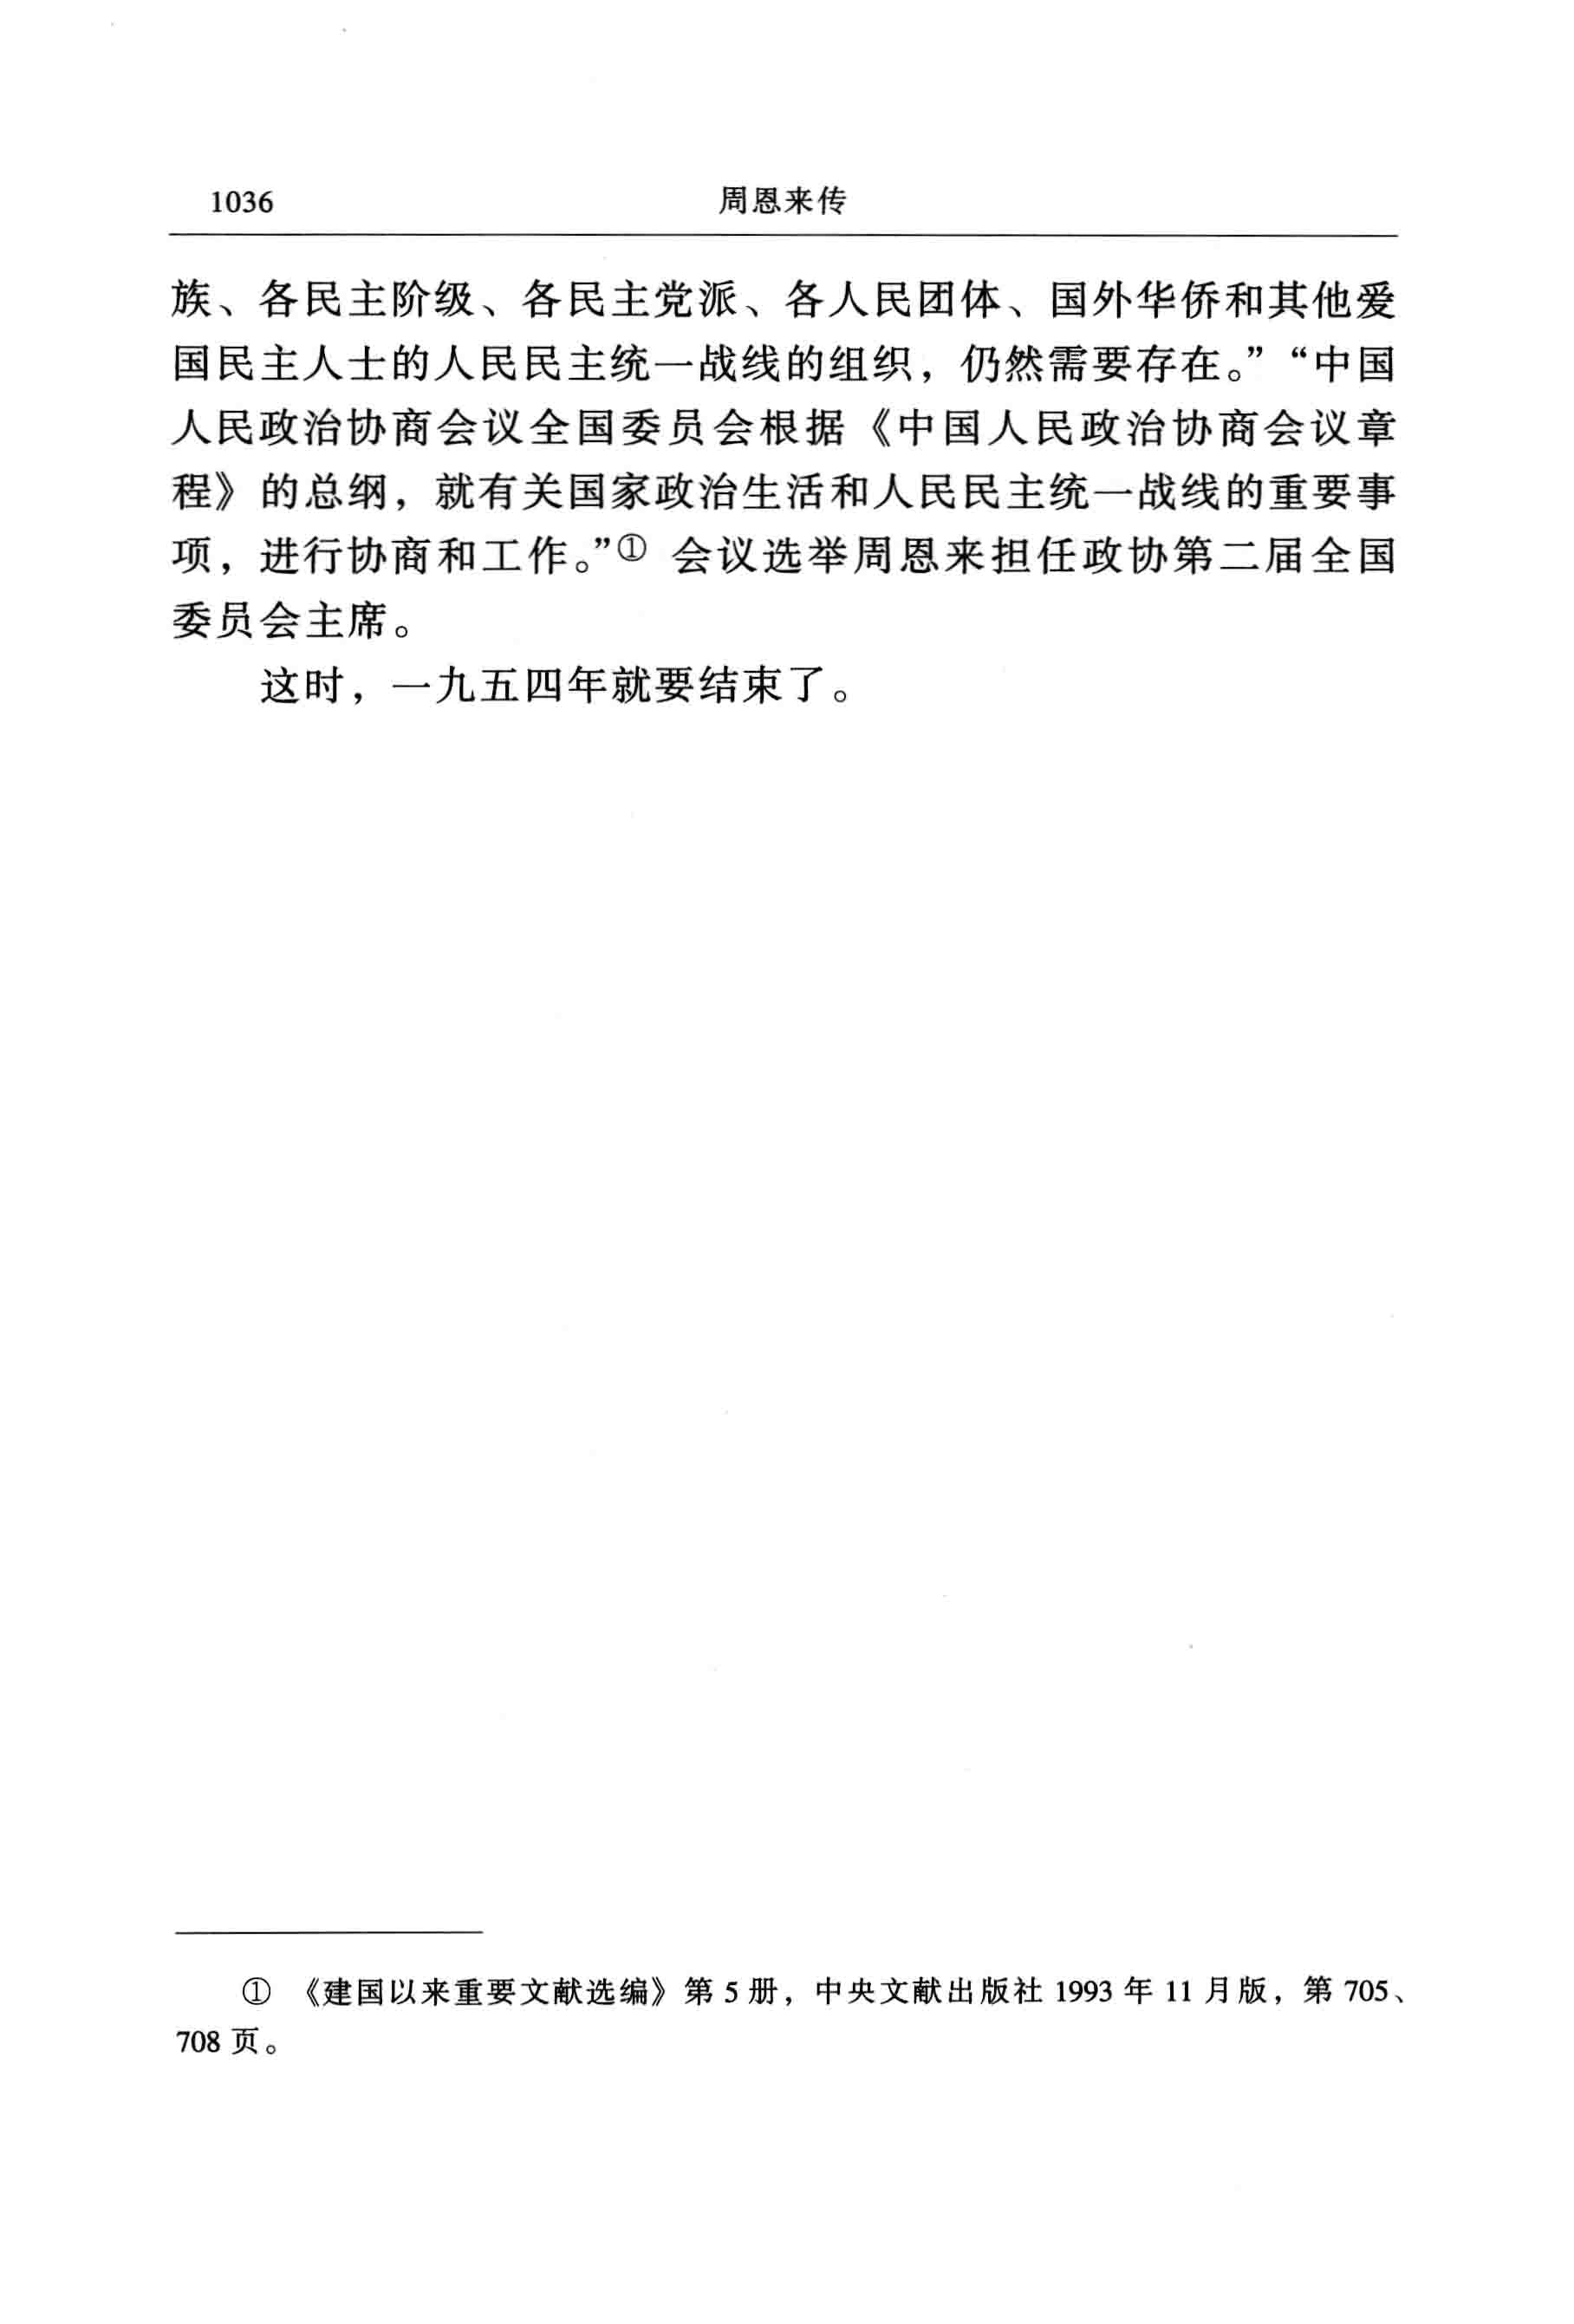 1036 周恩来传
族、各民主阶级、各民主党派、各人民团体、国外华侨和其他爱
国民主人士的人民民主统一战线的组织，仍然需要存在。”“中国
人民政治协商会议全国委员会根据《中国人民政治协商会议章
程》的总纲，就有关国家政治生活和人民民主统一战线的重要事
项，进行协商和工作。”① 会议选举周恩来担任政协第二届全国
委员会主席。
这时，一九五四年就要结束了。
① 《建国以来重要文献选编》第 5 册，中央文献出版社 1993 年 11 月版，第 705、
708 页。